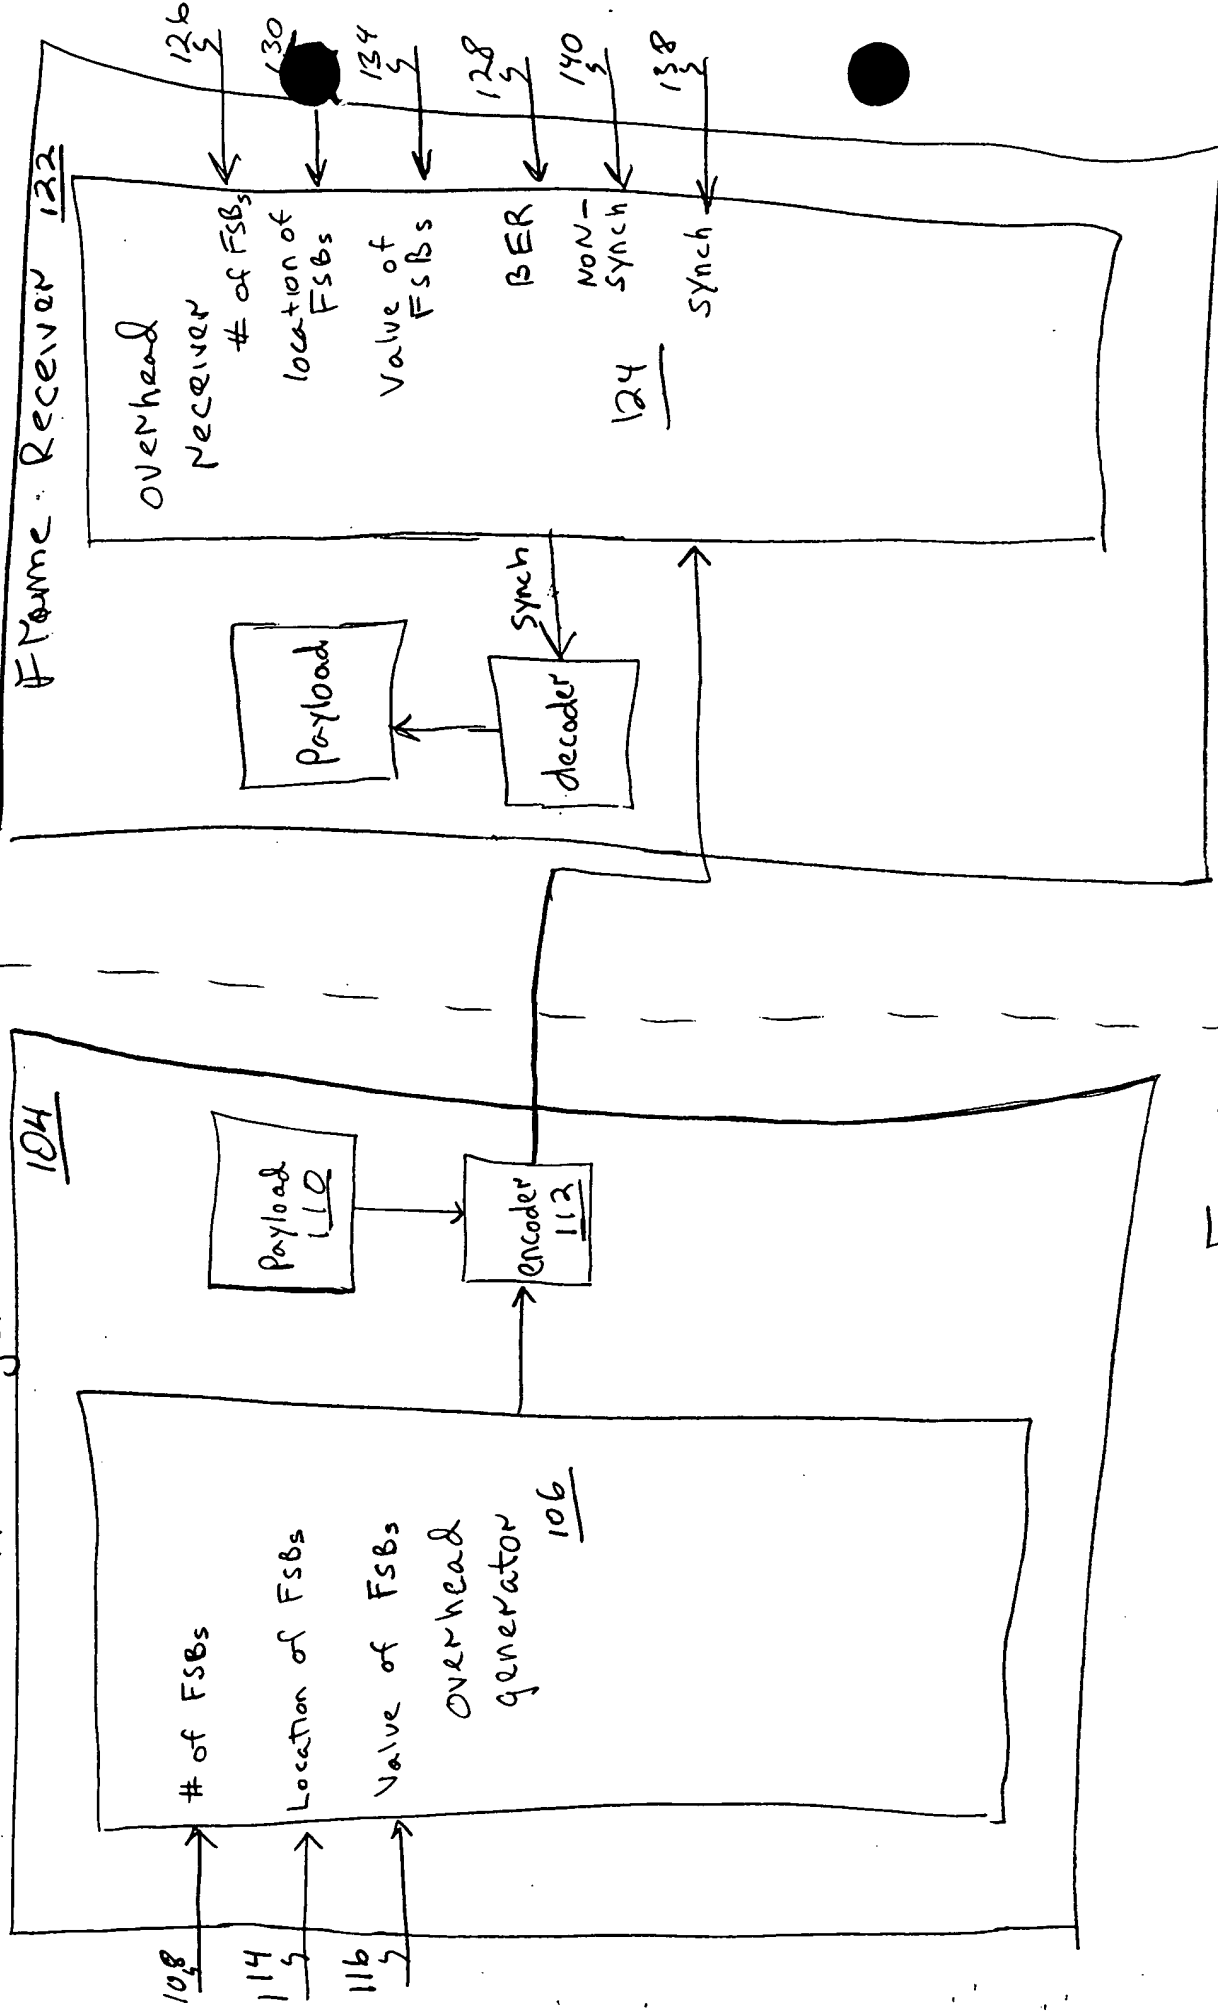 104
108
# of FSBs
114
Location of FSBs
116
Value of FSBs
overhead
generator
106
Payload
110
encoder
112
Frame Receiver 122
Payload
decoder
synch
overhead
receiver
# of FSBs
126
location of
FSBs
130
Value of
FSBs
134
BER
128
NON-
synch
140
synch
138
124